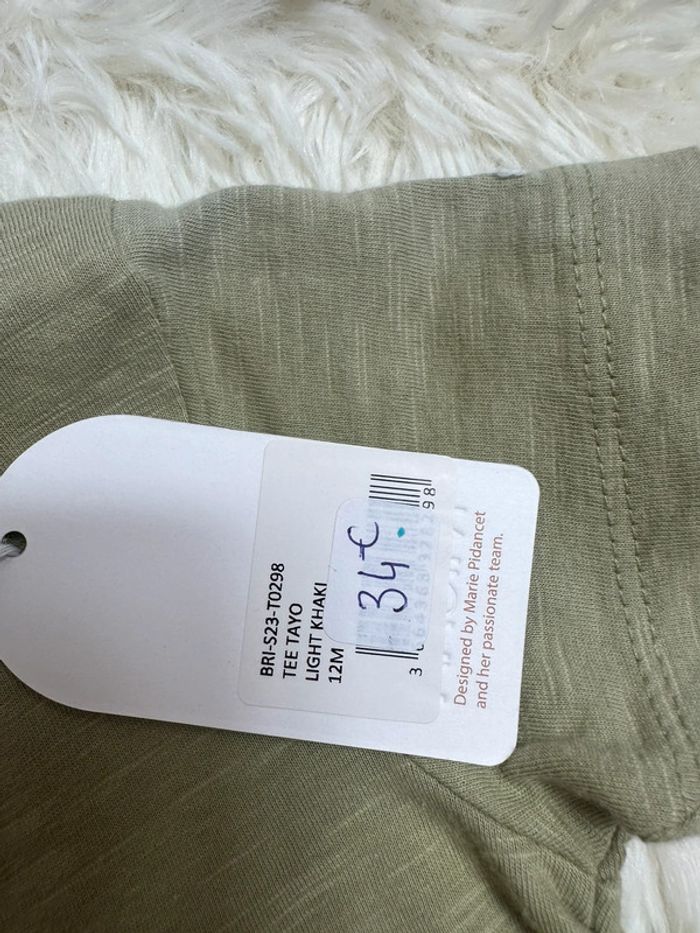 BRI-S23-T0298
TEE TAYO
LIGHT KHAKI
12M
34€
Designed by Marie Pidancet
and her passionate team.